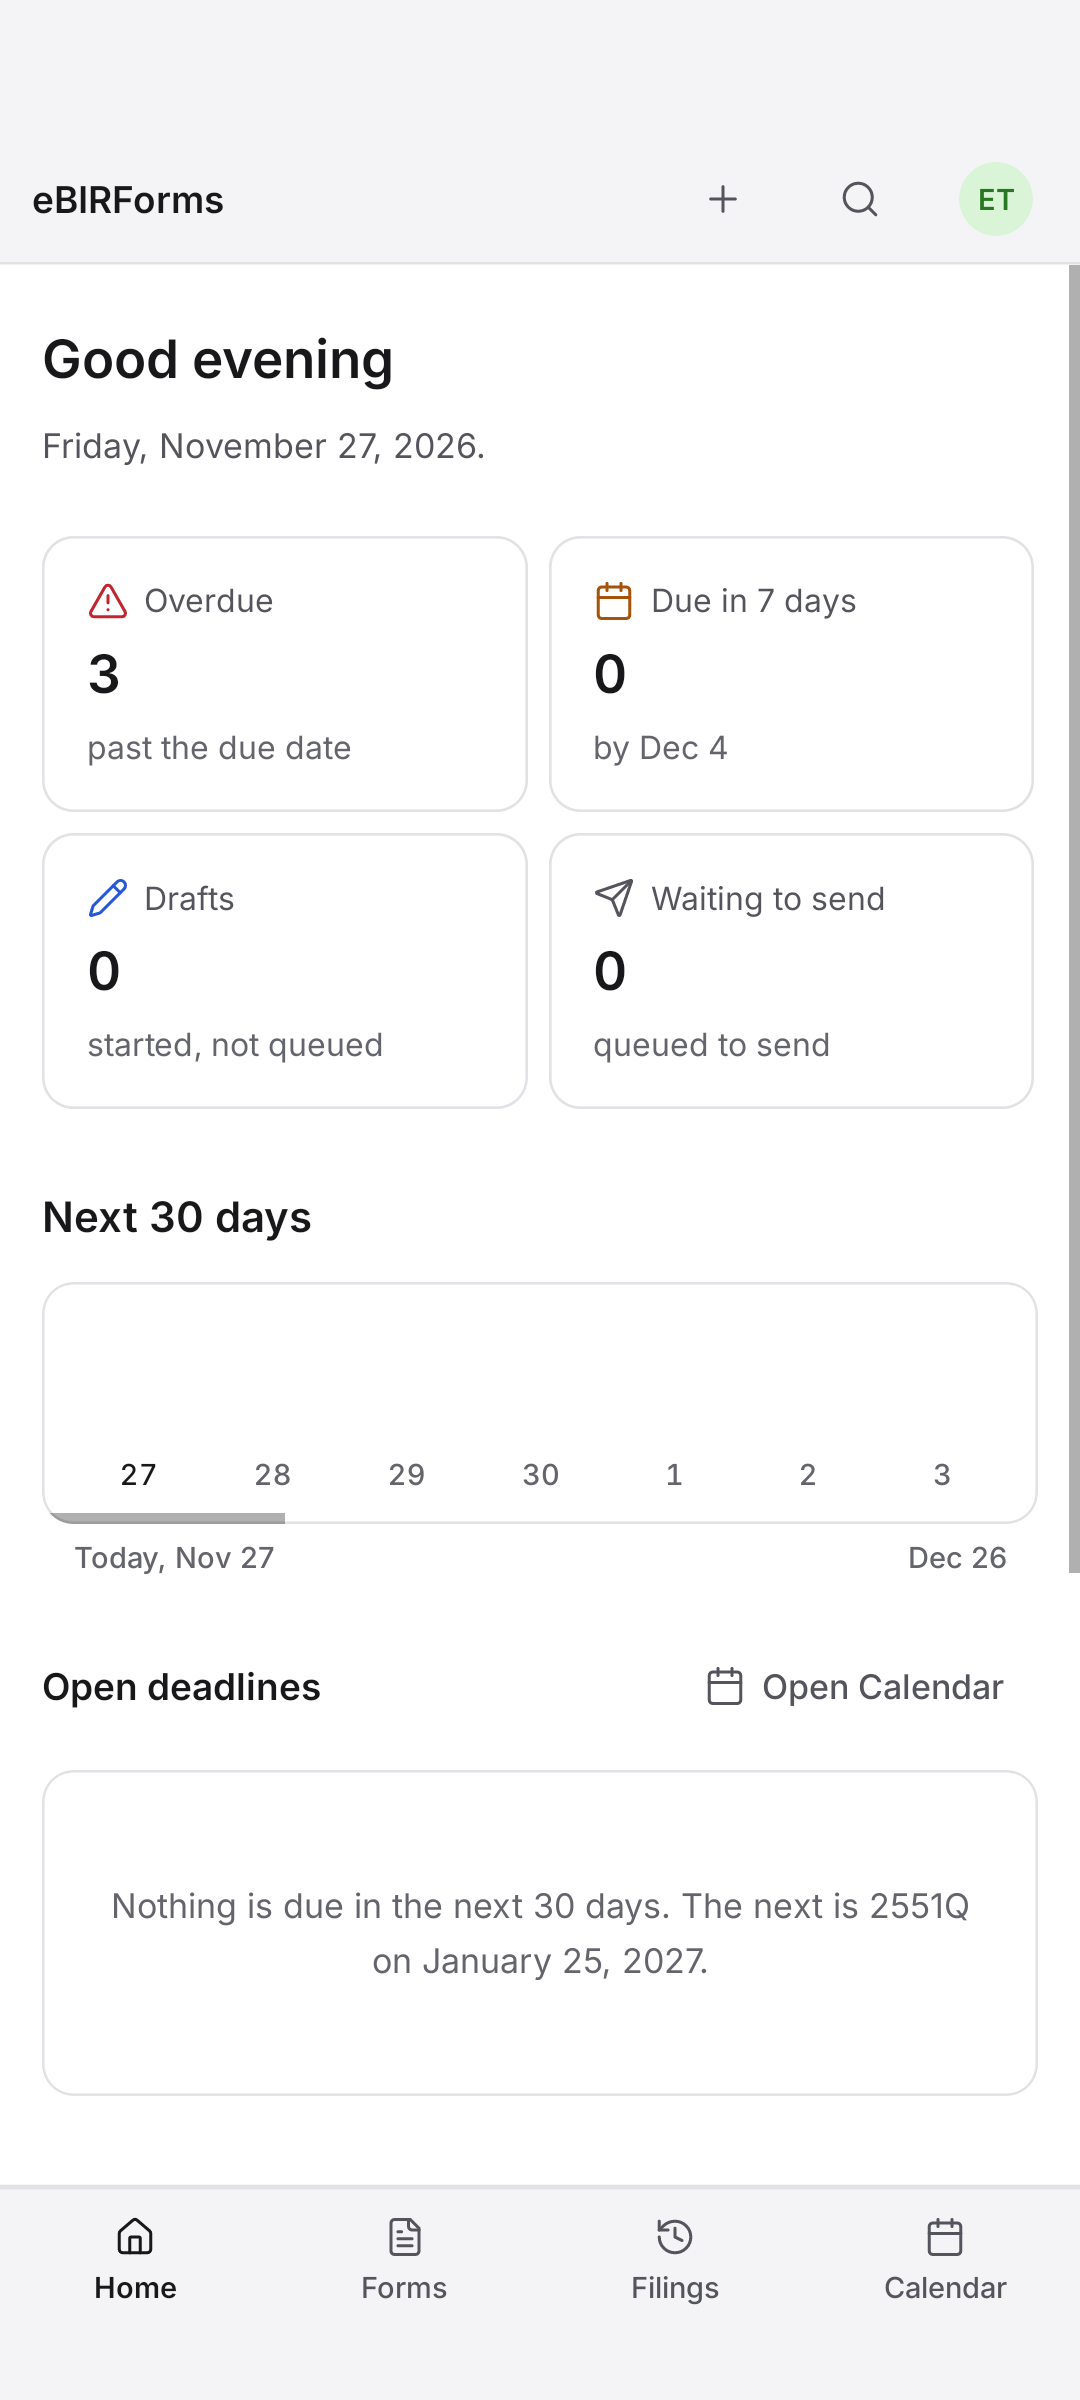 eBIRForms
ET
Good evening
Friday, November 27, 2026.
Overdue
3
past the due date
Due in 7 days
0
by Dec 4
Drafts
0
started, not queued
Waiting to send
0
queued to send
Next 30 days
27 28 29 30 1 2 3
Today, Nov 27 Dec 26
Open deadlines
Open Calendar
Nothing is due in the next 30 days. The next is 2551Q
on January 25, 2027.
Home Forms Filings Calendar